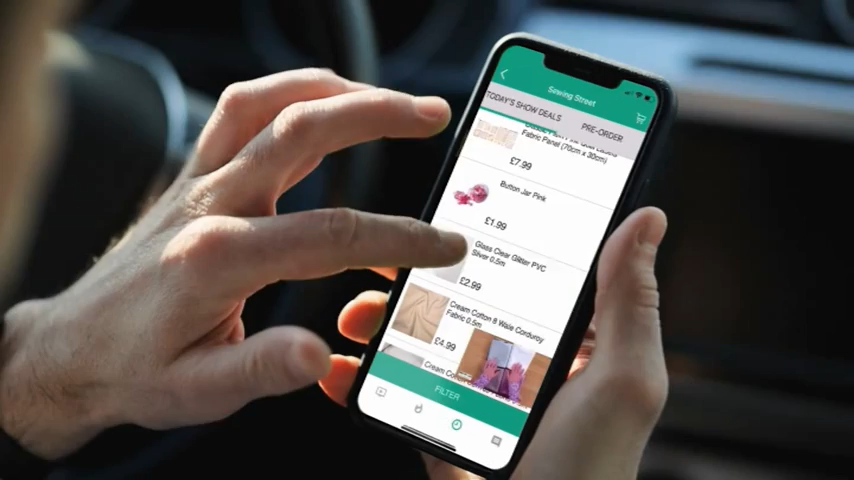 Sewing Street
TODAY'S SHOW DEALS
PRE-ORDER
Fabric Panel (70cm x 30cm)
£7.99
Button Jar Pink
£1.99
Glass Clear Glitter PVC
Silver 0.5m
£2.99
Cream Cotton 8 Wale Corduroy
Fabric 0.5m
£4.99
Cream
FILTER